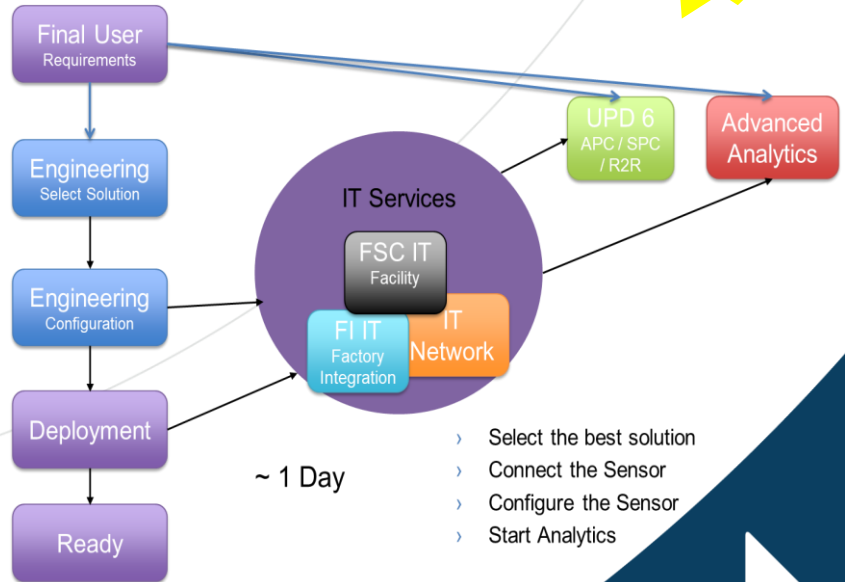 Final User
Requirements
Engineering
Select Solution
Engineering
Configuration
Deployment
Ready
IT Services
FSC IT
Facility
FI IT
Factory
Integration
IT
Network
UPD 6
APC / SPC
/ R2R
Advanced
Analytics
~ 1 Day
› Select the best solution
› Connect the Sensor
› Configure the Sensor
› Start Analytics